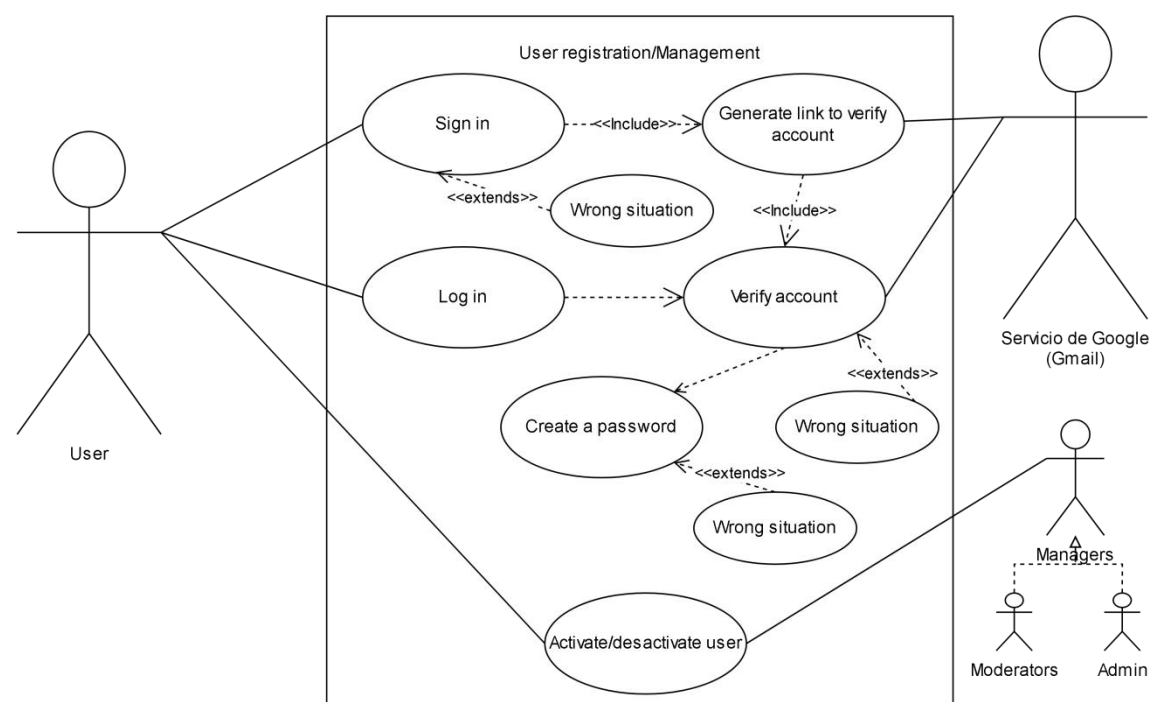 User registration/Management
Sign in
<<Include>>
Generate link to verify
account
<<extends>>
Wrong situation
<<Include>>
Log in
Verify account
Servicio de Google
(Gmail)
<<extends>>
Create a password
Wrong situation
User
<<extends>>
Wrong situation
Managers
Activate/desactivate user
Moderators
Admin